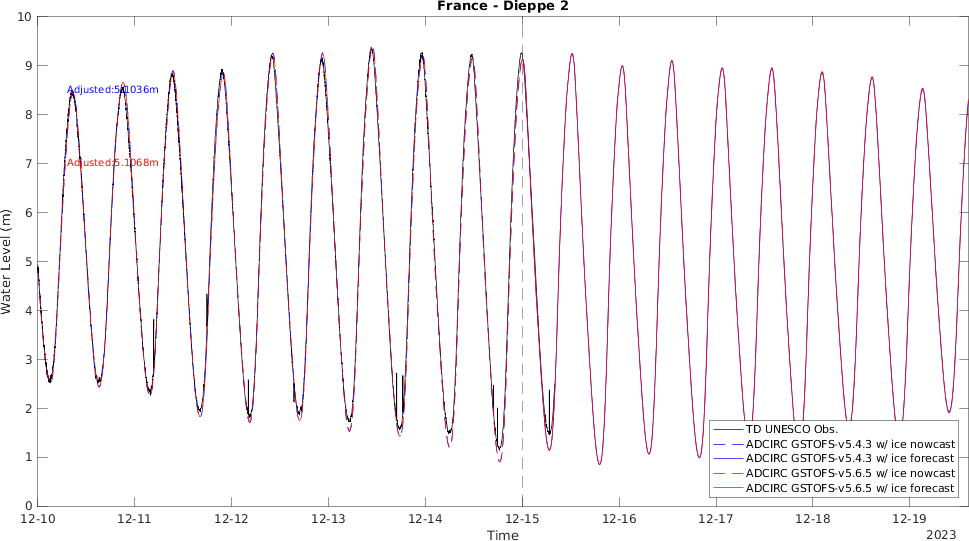 France - Dieppe 2
Water Level (m)
10
9
8
7
6
5
4
3
2
1
0
Adjusted:5.1036m
Adjusted:5.1068m
TD UNESCO Obs.
ADCIRC GSTOFS-v5.4.3 w/ ice nowcast
ADCIRC GSTOFS-v5.4.3 w/ ice forecast
ADCIRC GSTOFS-v5.6.5 w/ ice nowcast
ADCIRC GSTOFS-v5.6.5 w/ ice forecast
12-10 12-11 12-12 12-13 12-14 12-15 12-16 12-17 12-18 12-19
Time
2023